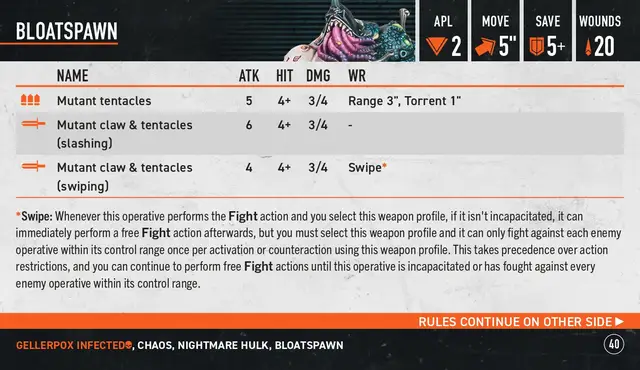 BLOATSPAWN
APL
2
MOVE
5"
SAVE
5+
WOUNDS
20
NAME ATK HIT DMG WR
Mutant tentacles 5 4+ 3/4 Range 3", Torrent 1"
Mutant claw & tentacles
(slashing) 6 4+ 3/4 -
Mutant claw & tentacles
(swiping) 4 4+ 3/4 Swipe*
*Swipe: Whenever this operative performs the Fight action and you select this weapon profile, if it isn't incapacitated, it can
immediately perform a free Fight action afterwards, but you must select this weapon profile and it can only fight against each enemy
operative within its control range once per activation or counteraction using this weapon profile. This takes precedence over action
restrictions, and you can continue to perform free Fight actions until this operative is incapacitated or has fought against every
enemy operative within its control range.
RULES CONTINUE ON OTHER SIDE
GELLERPOX INFECTED, CHAOS, NIGHTMARE HULK, BLOATSPAWN
40